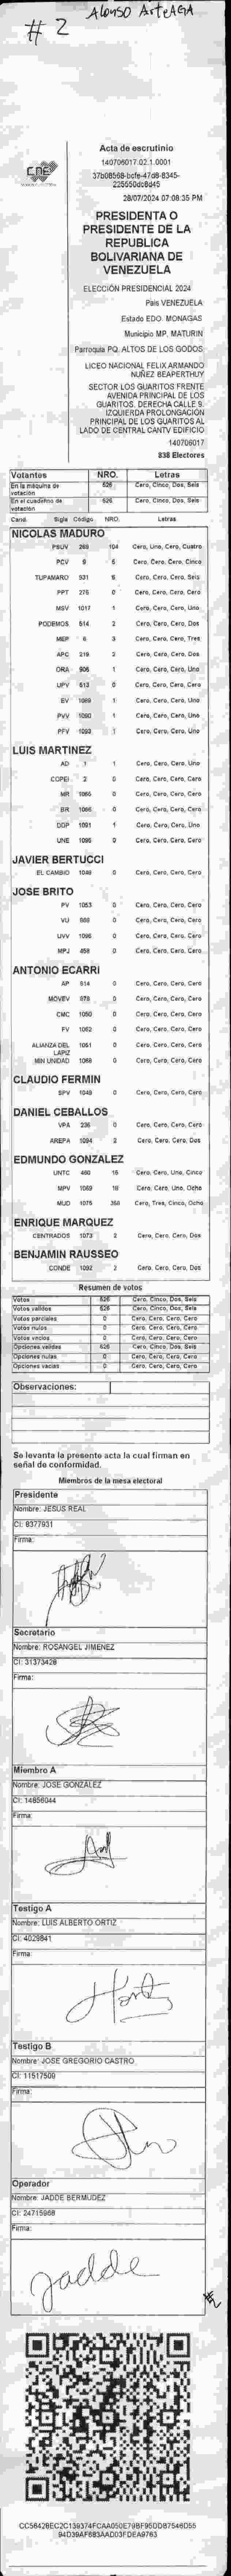 Alonso ArteAGA
# 2
CNE
Acta de escrutinio
140706017.02.1.0001
28/07/2024 07:08:35 PM
PRESIDENTA O
PRESIDENTE DE LA
REPUBLICA
BOLIVARIANA DE
VENEZUELA
ELECCIÓN PRESIDENCIAL 2024
Pais VENEZUELA
Estado EDO. MONAGAS
Municipio MP. MATURIN
Parroquia PQ. ALTOS DE LOS GODOS
LICEO NACIONAL FELIX ARMANDO
NUÑEZ BEAPERTHUY
SECTOR LOS GUARITOS FRENTE
AVENIDA PRINCIPAL DE LOS
GUARITOS. DERECHA CALLE S.
IZQUIERDA PROLONGACIÓN
PRINCIPAL DE LOS GUARITOS AL
LADO DE CENTRAL CANTV EDIFICIO
140706017
838 Electores
Votantes NRO. Letras
En la máquina de votación 526 Cero, Cinco, Dos, Seis
En el cuaderno de votación 526 Cero, Cinco, Dos, Seis
Cand. Sigla Código NRO. Letras
NICOLAS MADURO
PSUV 269 104 Cero, Uno, Cero, Cuatro
PCV 5 Cero, Cero, Cero, Cinco
TUPAMARO 931 6 Cero, Cero, Cero, Seis
PPT 275 0 Cero, Cero, Cero, Cero
MSV 1017 1 Cero, Cero, Cero, Uno
PODEMOS 514 2 Cero, Cero, Cero, Dos
MEP 6 3 Cero, Cero, Cero, Tres
APC 219 2 Cero, Cero, Cero, Dos
ORA 906 1 Cero, Cero, Cero, Uno
UPV 513 0 Cero, Cero, Cero, Cero
EV 1069 1 Cero, Cero, Cero, Uno
PVV 1090 1 Cero, Cero, Cero, Uno
PFV 1093 1 Cero, Cero, Cero, Uno
LUIS MARTINEZ
AD 1 1 Cero, Cero, Cero, Uno
COPEI 2 0 Cero, Cero, Cero, Cero
MR 0 Cero, Cero, Cero, Cero
BR 0 Cero, Cero, Cero, Cero
DDP 1091 1 Cero, Cero, Cero, Uno
UNE 1096 0 Cero, Cero, Cero, Cero
JAVIER BERTUCCI
EL CAMBIO 1048 0 Cero, Cero, Cero, Cero
JOSE BRITO
PV 1053 0 Cero, Cero, Cero, Cero
VU 0 Cero, Cero, Cero, Cero
UVV 0 Cero, Cero, Cero, Cero
MPJ 458 0 Cero, Cero, Cero, Cero
ANTONIO ECARRI
AP 0 Cero, Cero, Cero, Cero
MOVEV 0 Cero, Cero, Cero, Cero
CMC 1050 0 Cero, Cero, Cero, Cero
FV 1062 0 Cero, Cero, Cero, Cero
ALIANZA DEL LAPIZ 1051 0 Cero, Cero, Cero, Cero
MIN UNIDAD 1068 0 Cero, Cero, Cero, Cero
CLAUDIO FERMIN
SPV 1049 0 Cero, Cero, Cero, Cero
DANIEL CEBALLOS
VPA 0 Cero, Cero, Cero, Cero
AREPA 1094 2 Cero, Cero, Cero, Dos
EDMUNDO GONZALEZ
UNTC 460 15 Cero, Cero, Uno, Cinco
MPV 18 Cero, Cero, Uno, Ocho
MUD 1075 358 Cero, Tres, Cinco, Ocho
ENRIQUE MARQUEZ
CENTRADOS 1073 2 Cero, Cero, Cero, Dos
BENJAMIN RAUSSEO
CONDE 1092 2 Cero, Cero, Cero, Dos
Resumen de votos
Votos 526 Cero, Cinco, Dos, Seis
Votos validos 526 Cero, Cinco, Dos, Seis
Votos parciales 0 Cero, Cero, Cero, Cero
Votos nulos 0 Cero, Cero, Cero, Cero
Votos vacios 0 Cero, Cero, Cero, Cero
Opciones validas 526 Cero, Cinco, Dos, Seis
Opciones nulas 0 Cero, Cero, Cero, Cero
Opciones vacias 0 Cero, Cero, Cero, Cero
Observaciones:
Se levanta la presente acta la cual firman en
señal de conformidad.
Miembros de la mesa electoral
Presidente
Nombre: JESUS REAL
CI: 8377931
Firma:
Secretario
Nombre: ROSANGEL JIMENEZ
CI: 31373428
Firma:
Miembro A
Nombre: JOSE GONZALEZ
CI: 14856044
Firma:
Testigo A
Nombre: LUIS ALBERTO ORTIZ
CI: 4029841
Firma:
Testigo B
Nombre: JOSE GREGORIO CASTRO
CI: 11517509
Firma:
Operador
Nombre: JADDE BERMUDEZ
CI: 24715968
Firma:
Jadde